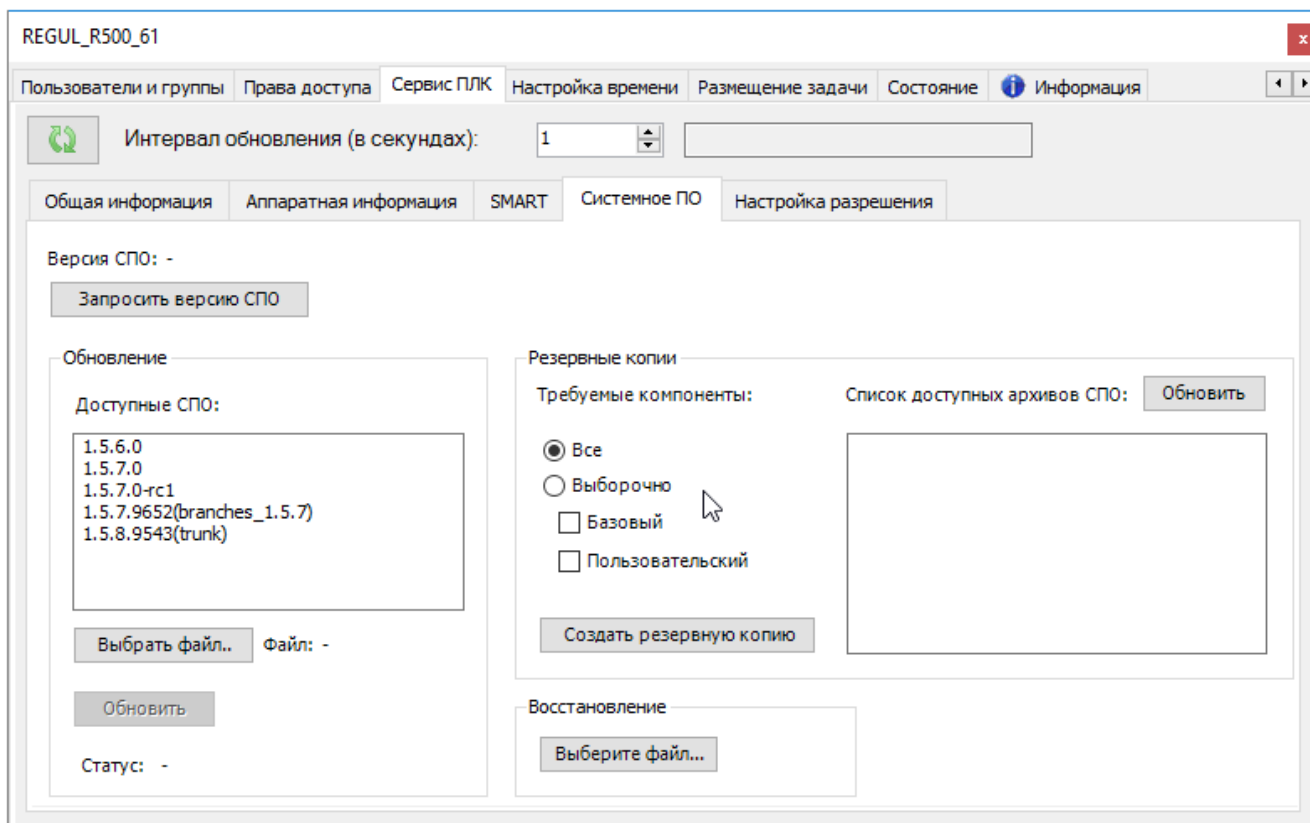 REGUL_R500_61
x
Пользователи и группы Права доступа Сервис ПЛК Настройка времени Размещение задачи Состояние Информация
Интервал обновления (в секундах): 1
Общая информация Аппаратная информация SMART Системное ПО Настройка разрешения
Версия СПО: -
Запросить версию СПО
Обновление
Доступные СПО:
1.5.6.0
1.5.7.0
1.5.7.0-rc1
1.5.7.9652(branches_1.5.7)
1.5.8.9543(trunk)
Выбрать файл.. Файл: -
Обновить
Статус: -
Резервные копии
Требуемые компоненты: Список доступных архивов СПО: Обновить
Все
Выборочно
Базовый
Пользовательский
Создать резервную копию
Восстановление
Выберите файл...